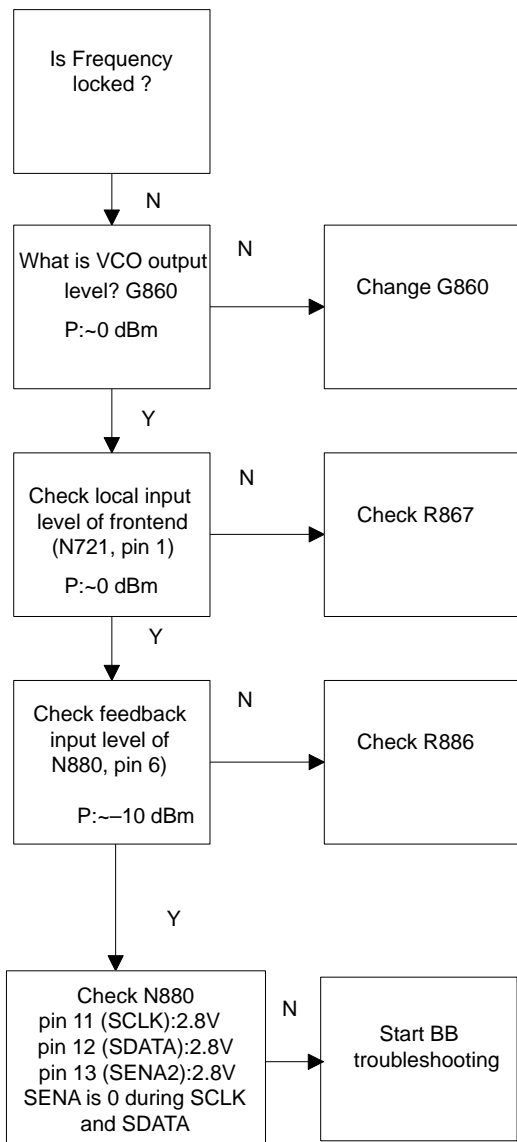 Is Frequency
locked ?
N
What is VCO output
level? G860
P:~0 dBm
N
Change G860
Y
Check local input
level of frontend
(N721, pin 1)
P:~0 dBm
N
Check R867
Y
Check feedback
input level of
N880, pin 6)
P:~–10 dBm
N
Check R886
Y
Check N880
pin 11 (SCLK):2.8V
pin 12 (SDATA):2.8V
pin 13 (SENA2):2.8V
SENA is 0 during SCLK
and SDATA
N
Start BB
troubleshooting